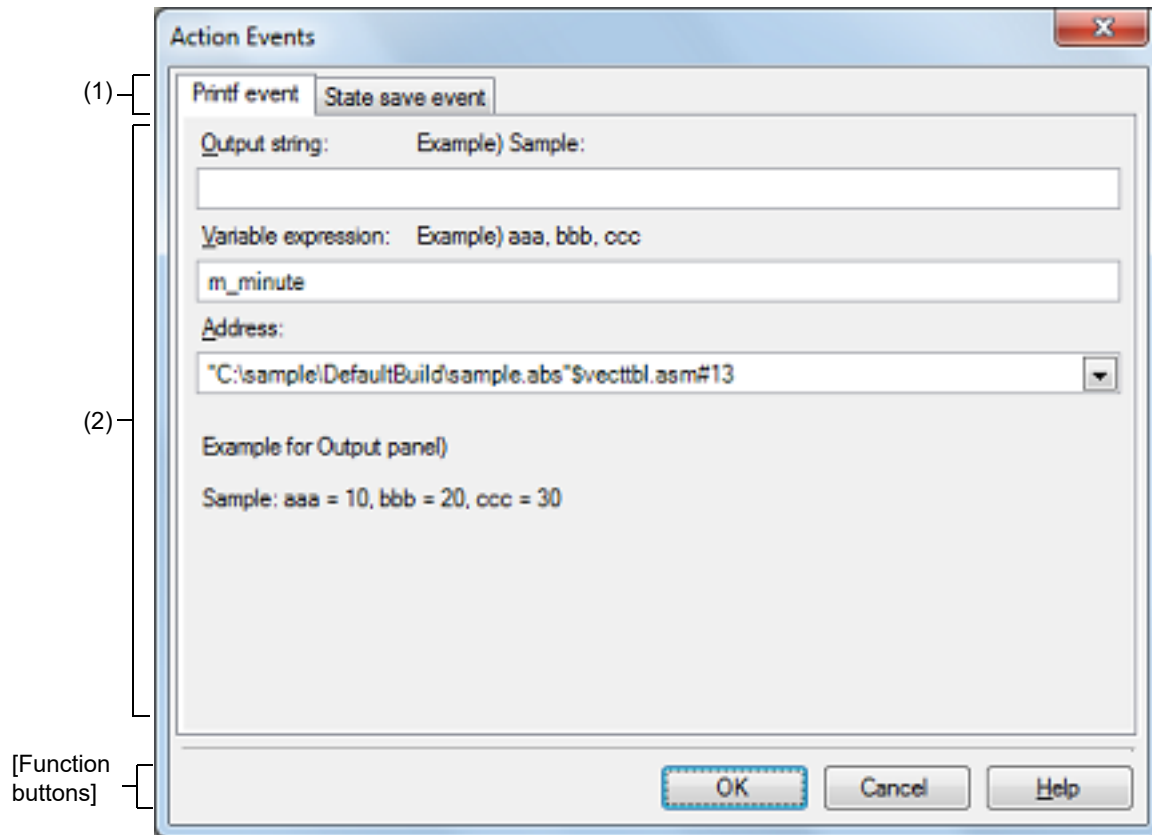 Action Events
(1)
Printf event State save event
Output string: Example) Sample:
Variable expression: Example) aaa, bbb, ccc
m_minute
Address:
"C:\sample\DefaultBuild\sample.abs"$vecttbl.asm#13
(2)
Example for Output panel)
Sample: aaa = 10, bbb = 20, ccc = 30
[Function
buttons]
OK Cancel Help